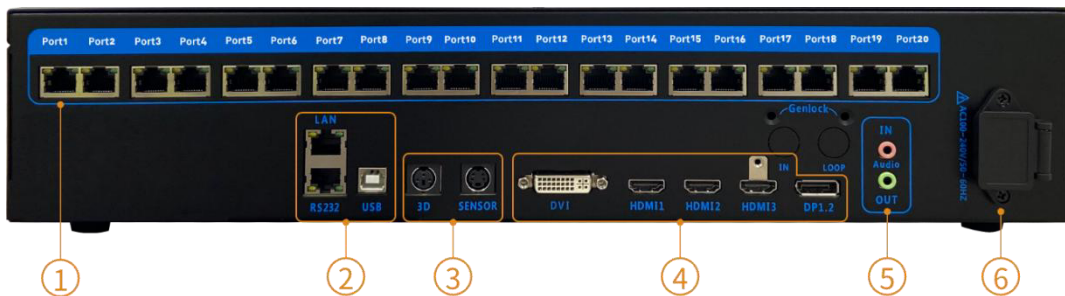 Port1 Port2 Port3 Port4 Port5 Port6 Port7 Port8 Port9 Port10 Port11 Port12 Port13 Port14 Port15 Port16 Port17 Port18 Port19 Port20
Genlock
IN LOOP
LAN
RS232 USB
3D SENSOR
DVI HDMI1 HDMI2 HDMI3 DP1.2
IN
Audio
OUT
AC100-240V/50-60HZ
1 2 3 4 5 6